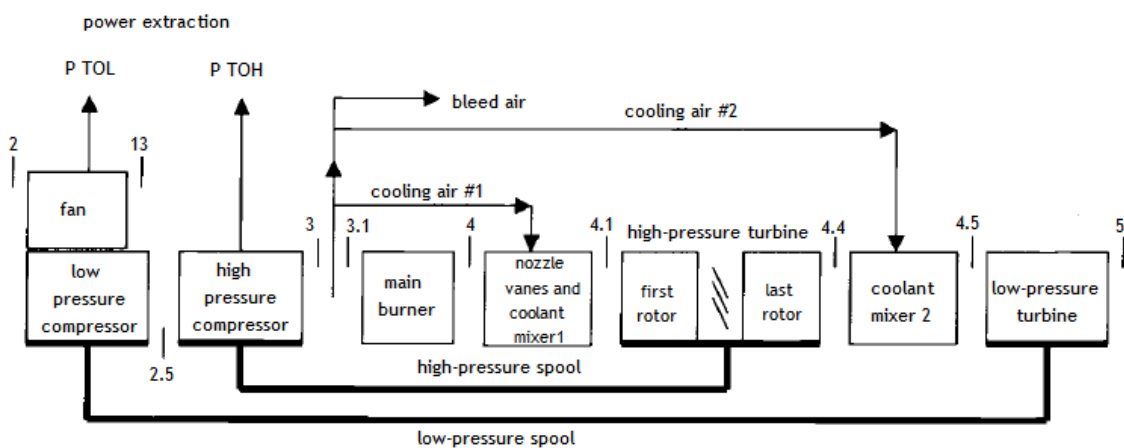 power extraction
P TOL
P TOH
bleed air
cooling air #2
2
13
cooling air #1
fan
3
3.1
4
4.1
high-pressure turbine
4.4
4.5
5
low
pressure
compressor
high
pressure
compressor
main
burner
nozzle
vanes and
coolant
mixer1
first
rotor
last
rotor
coolant
mixer 2
low-pressure
turbine
2.5
high-pressure spool
low-pressure spool